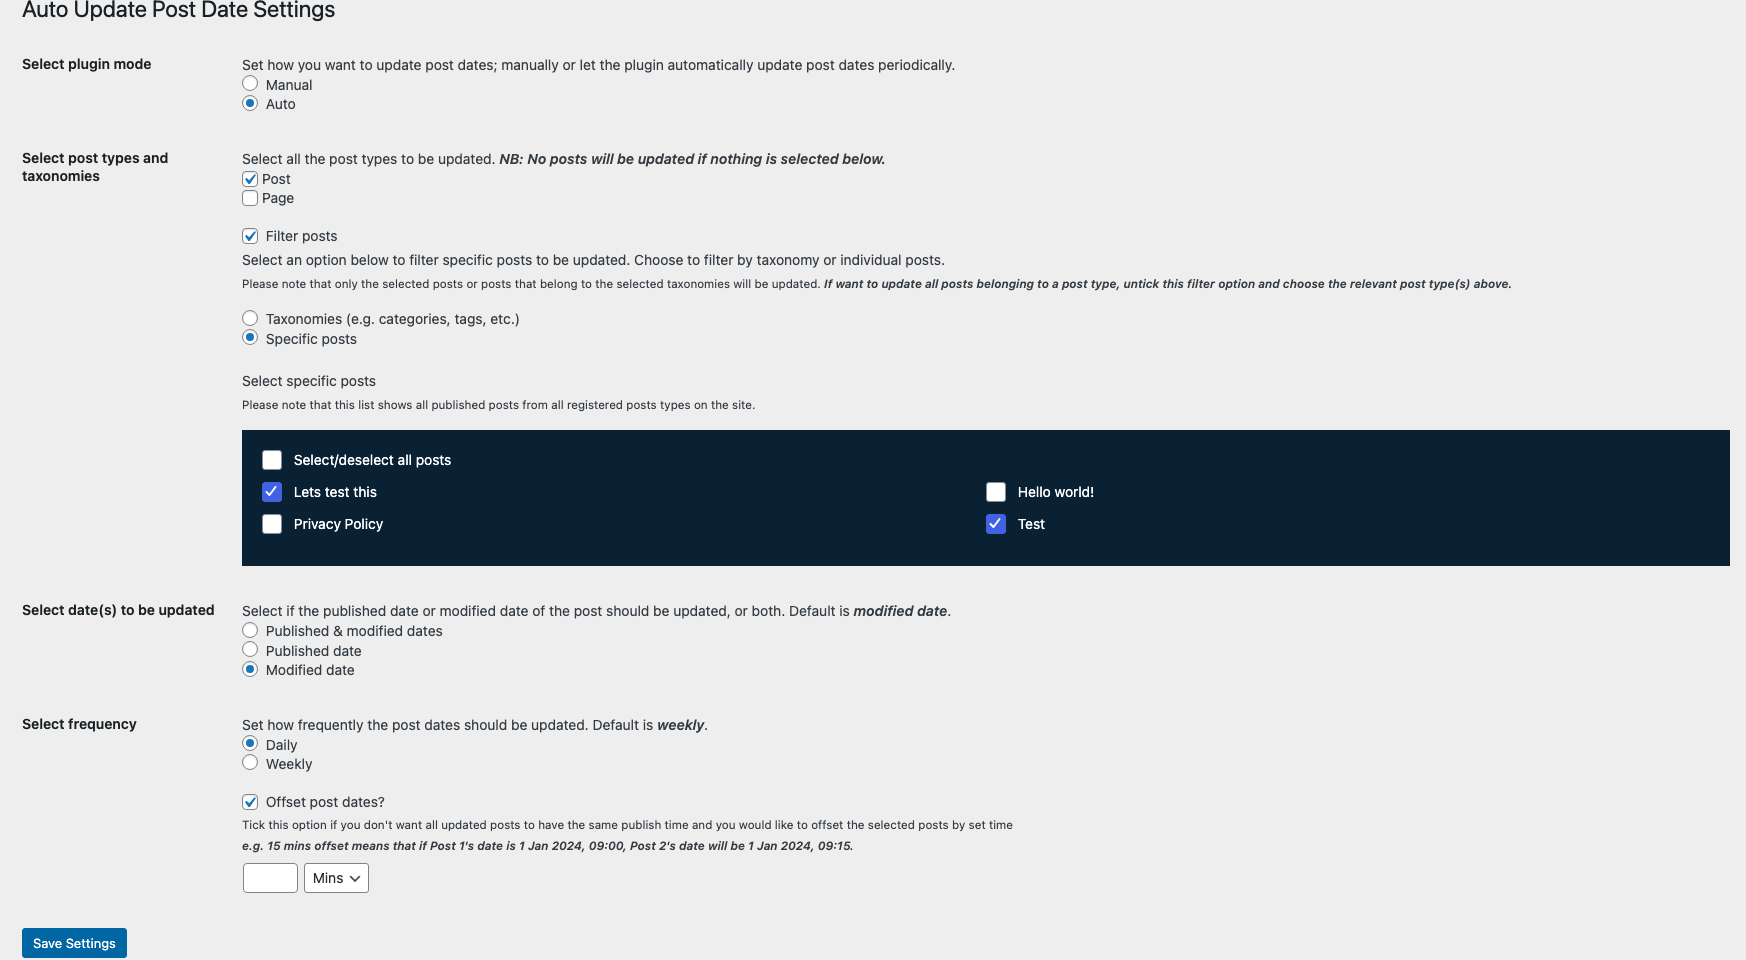 Auto Update Post Date Settings
Select plugin mode
Set how you want to update post dates; manually or let the plugin automatically update post dates periodically.
Manual
Auto
Select post types and
taxonomies
Select all the post types to be updated. NB: No posts will be updated if nothing is selected below.
Post
Page
Filter posts
Select an option below to filter specific posts to be updated. Choose to filter by taxonomy or individual posts.
Please note that only the selected posts or posts that belong to the selected taxonomies will be updated. If want to update all posts belonging to a post type, untick this filter option and choose the relevant post type(s) above.
Taxonomies (e.g. categories, tags, etc.)
Specific posts
Select specific posts
Please note that this list shows all published posts from all registered posts types on the site.
Select/deselect all posts
Lets test this
Hello world!
Privacy Policy
Test
Select date(s) to be updated
Select if the published date or modified date of the post should be updated, or both. Default is modified date.
Published & modified dates
Published date
Modified date
Select frequency
Set how frequently the post dates should be updated. Default is weekly.
Daily
Weekly
Offset post dates?
Tick this option if you don't want all updated posts to have the same publish time and you would like to offset the selected posts by set time
e.g. 15 mins offset means that if Post 1's date is 1 Jan 2024, 09:00, Post 2's date will be 1 Jan 2024, 09:15.
Mins
Save Settings